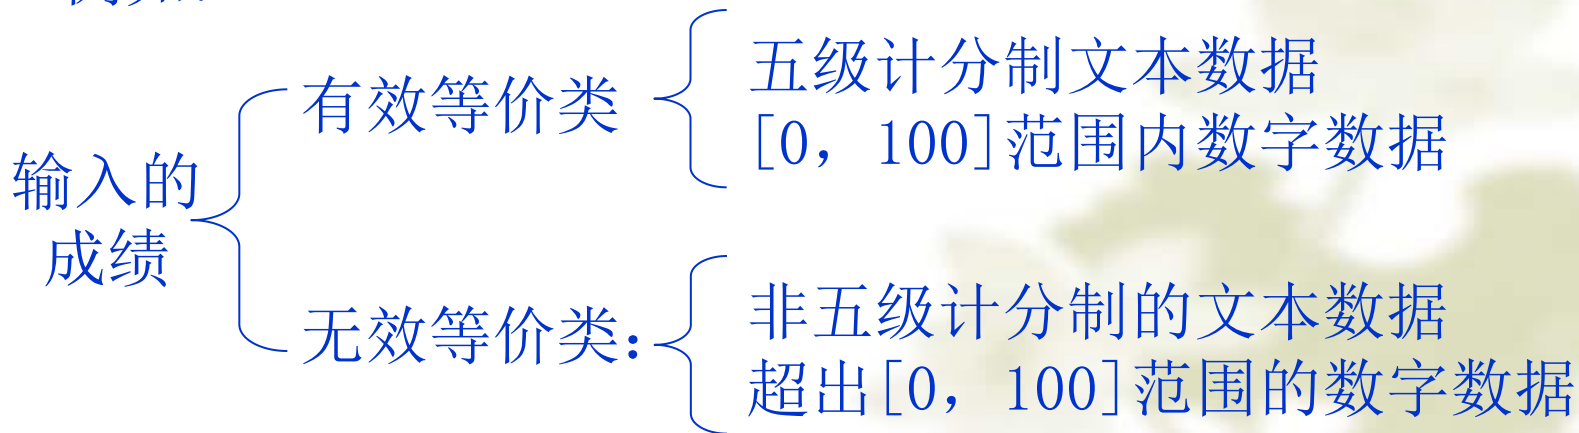 有效等价类
五级计分制文本数据
[0，100]范围内数字数据
输入的
成绩
无效等价类：
非五级计分制的文本数据
超出[0，100]范围的数字数据